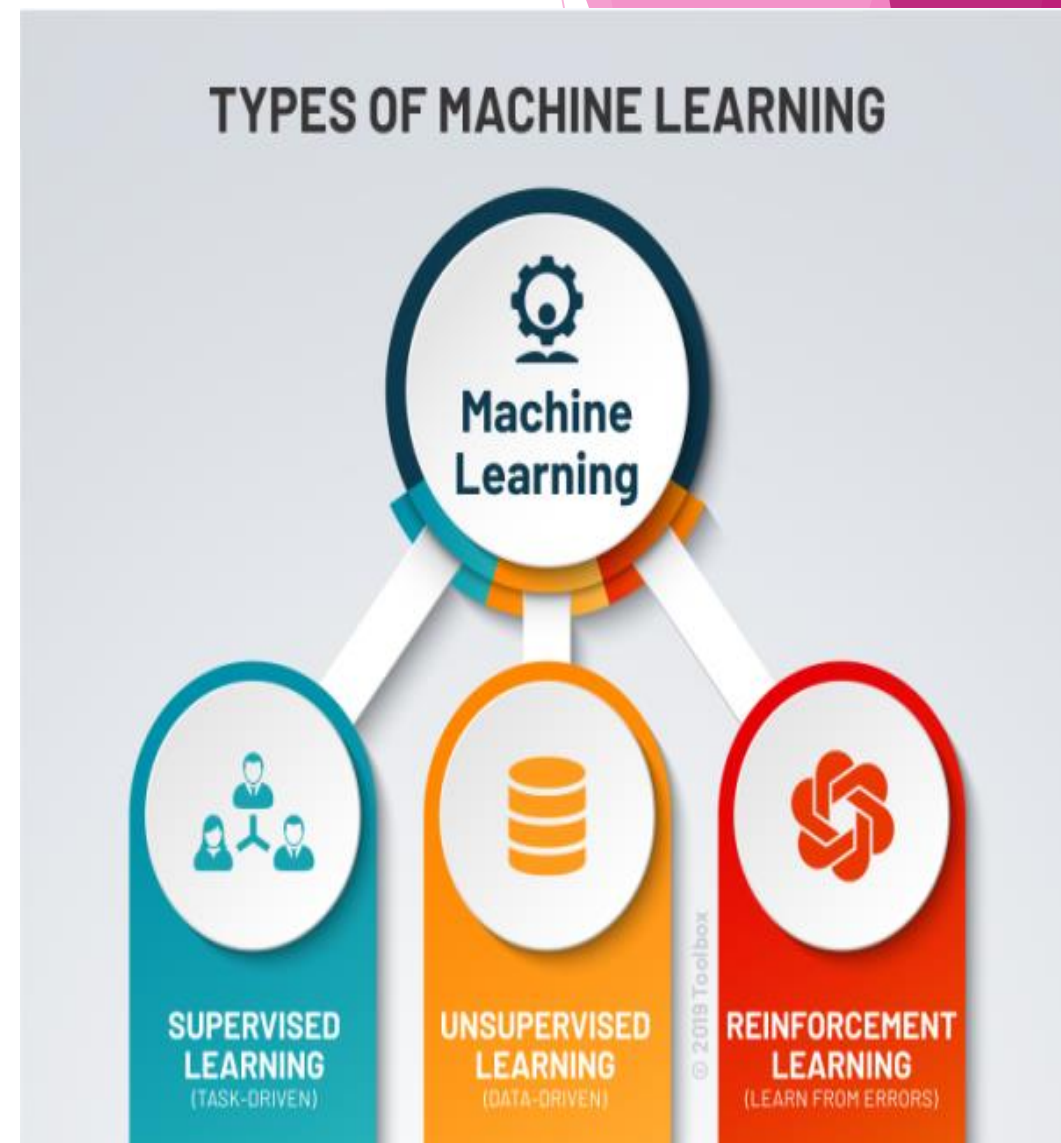 TYPES OF MACHINE LEARNING
Machine
Learning
SUPERVISED
LEARNING
(TASK-DRIVEN)
UNSUPERVISED
LEARNING
(DATA-DRIVEN)
© 2019 Toolbox
REINFORCEMENT
LEARNING
(LEARN FROM ERRORS)